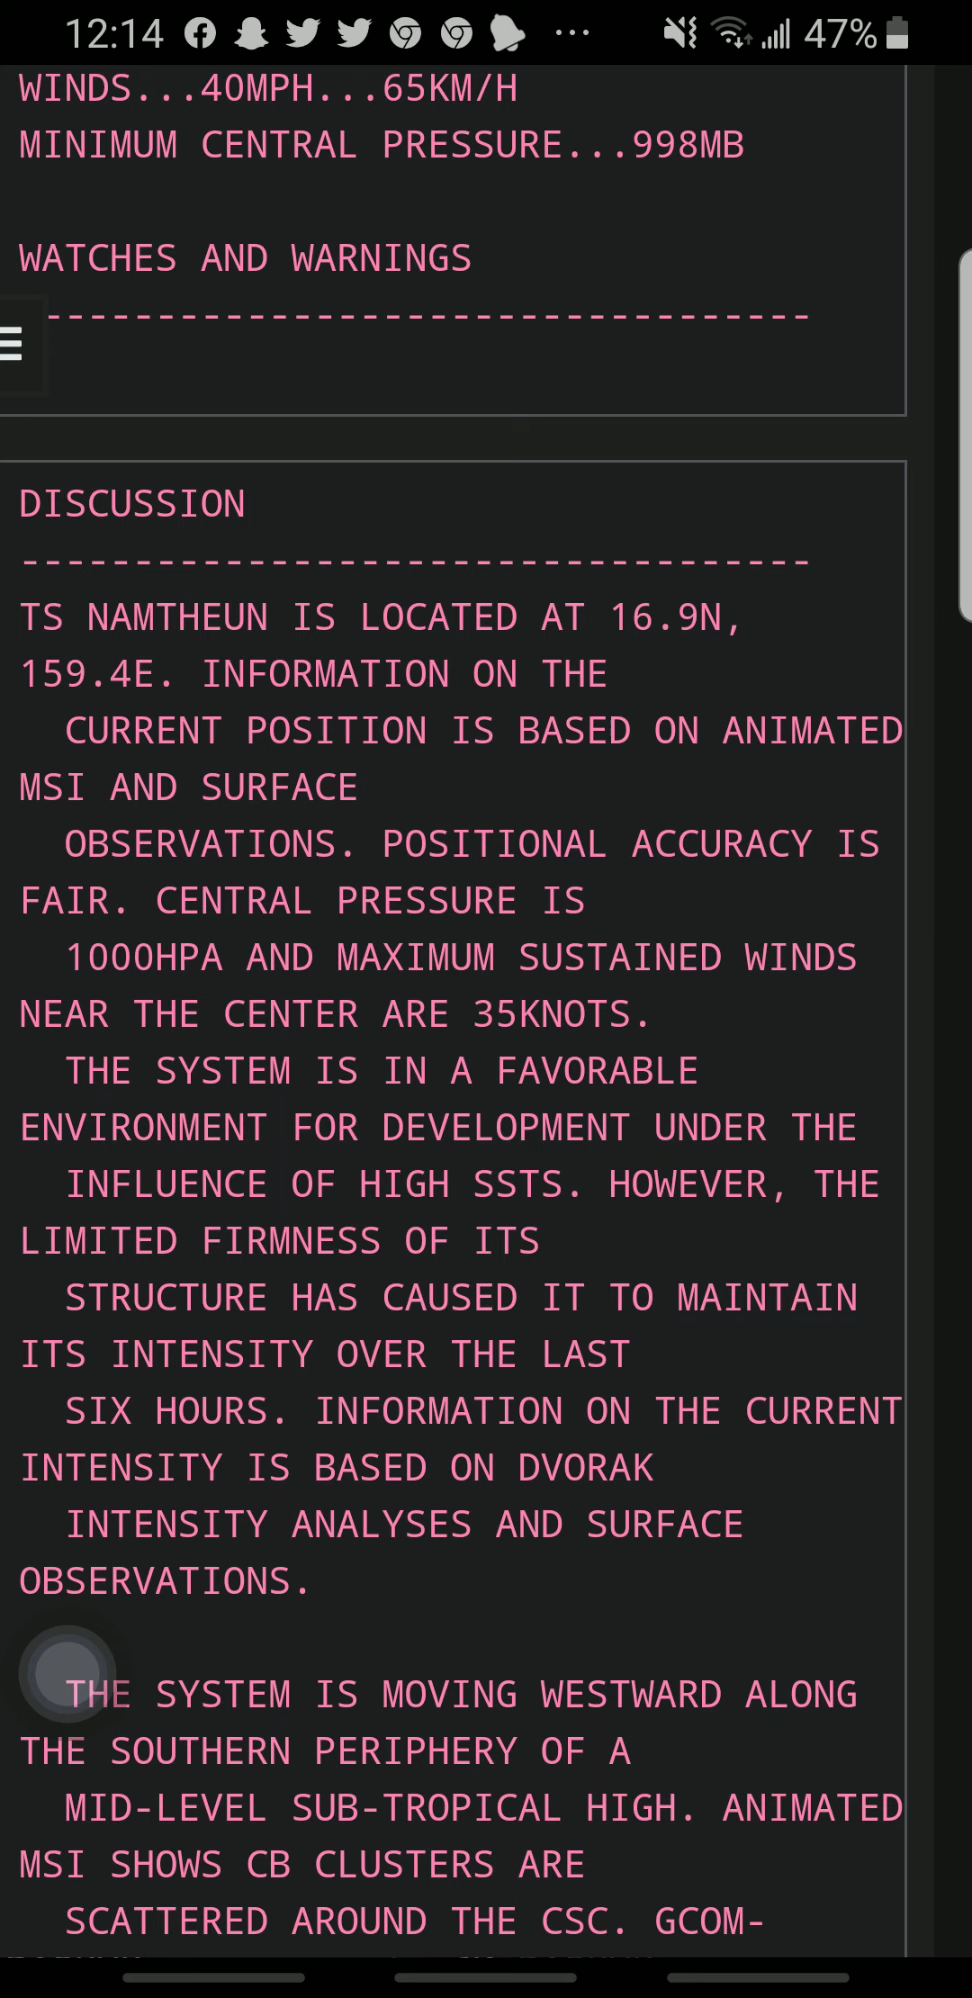 12:14 ... 47%
WINDS...40MPH...65KM/H
MINIMUM CENTRAL PRESSURE...998MB
WATCHES AND WARNINGS
----------------------------------
DISCUSSION
-----------------------------------
TS NAMTHEUN IS LOCATED AT 16.9N,
159.4E. INFORMATION ON THE
CURRENT POSITION IS BASED ON ANIMATED
MSI AND SURFACE
OBSERVATIONS. POSITIONAL ACCURACY IS
FAIR. CENTRAL PRESSURE IS
1000HPA AND MAXIMUM SUSTAINED WINDS
NEAR THE CENTER ARE 35KNOTS.
THE SYSTEM IS IN A FAVORABLE
ENVIRONMENT FOR DEVELOPMENT UNDER THE
INFLUENCE OF HIGH SSTS. HOWEVER, THE
LIMITED FIRMNESS OF ITS
STRUCTURE HAS CAUSED IT TO MAINTAIN
ITS INTENSITY OVER THE LAST
SIX HOURS. INFORMATION ON THE CURRENT
INTENSITY IS BASED ON DVORAK
INTENSITY ANALYSES AND SURFACE
OBSERVATIONS.
THE SYSTEM IS MOVING WESTWARD ALONG
THE SOUTHERN PERIPHERY OF A
MID-LEVEL SUB-TROPICAL HIGH. ANIMATED
MSI SHOWS CB CLUSTERS ARE
SCATTERED AROUND THE CSC. GCOM-